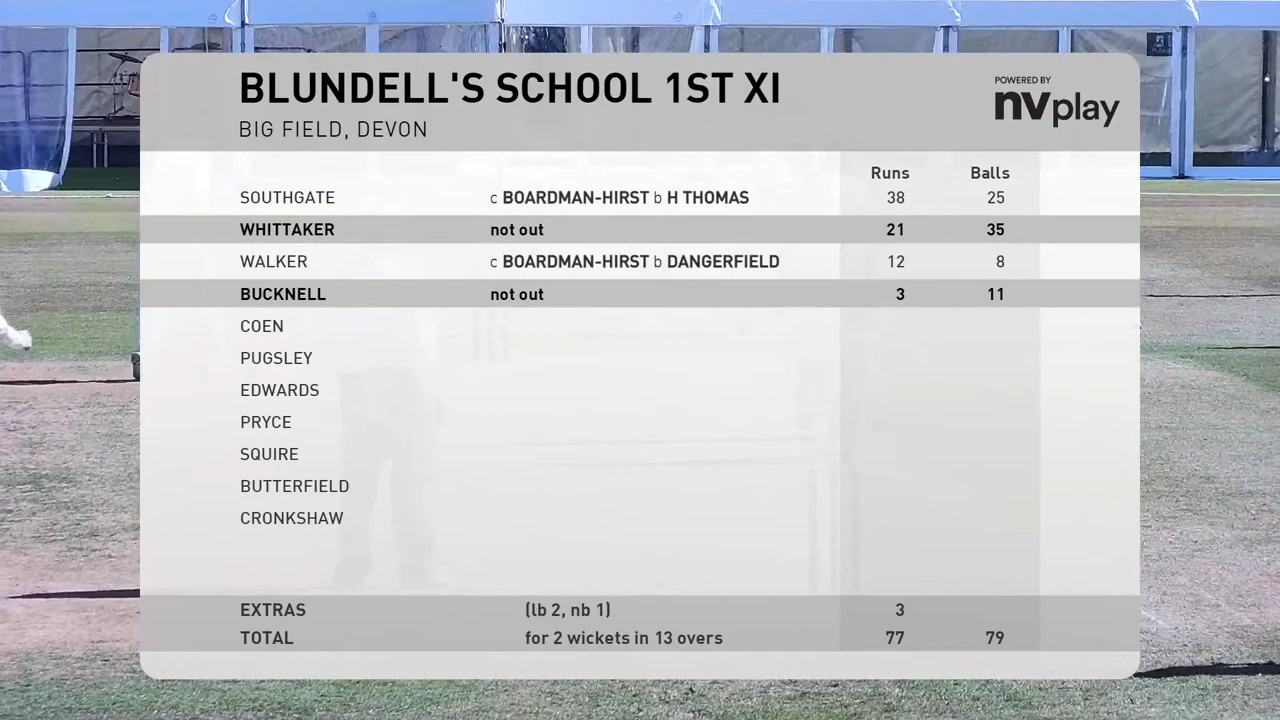 BLUNDELL'S SCHOOL 1ST XI
BIG FIELD, DEVON
POWERED BY
nvplay
Runs Balls
SOUTHGATE c BOARDMAN-HIRST b H THOMAS 38 25
WHITTAKER not out 21 35
WALKER c BOARDMAN-HIRST b DANGERFIELD 12 8
BUCKNELL not out 3 11
COEN
PUGSLEY
EDWARDS
PRYCE
SQUIRE
BUTTERFIELD
CRONKSHAW
EXTRAS (lb 2, nb 1) 3
TOTAL for 2 wickets in 13 overs 77 79